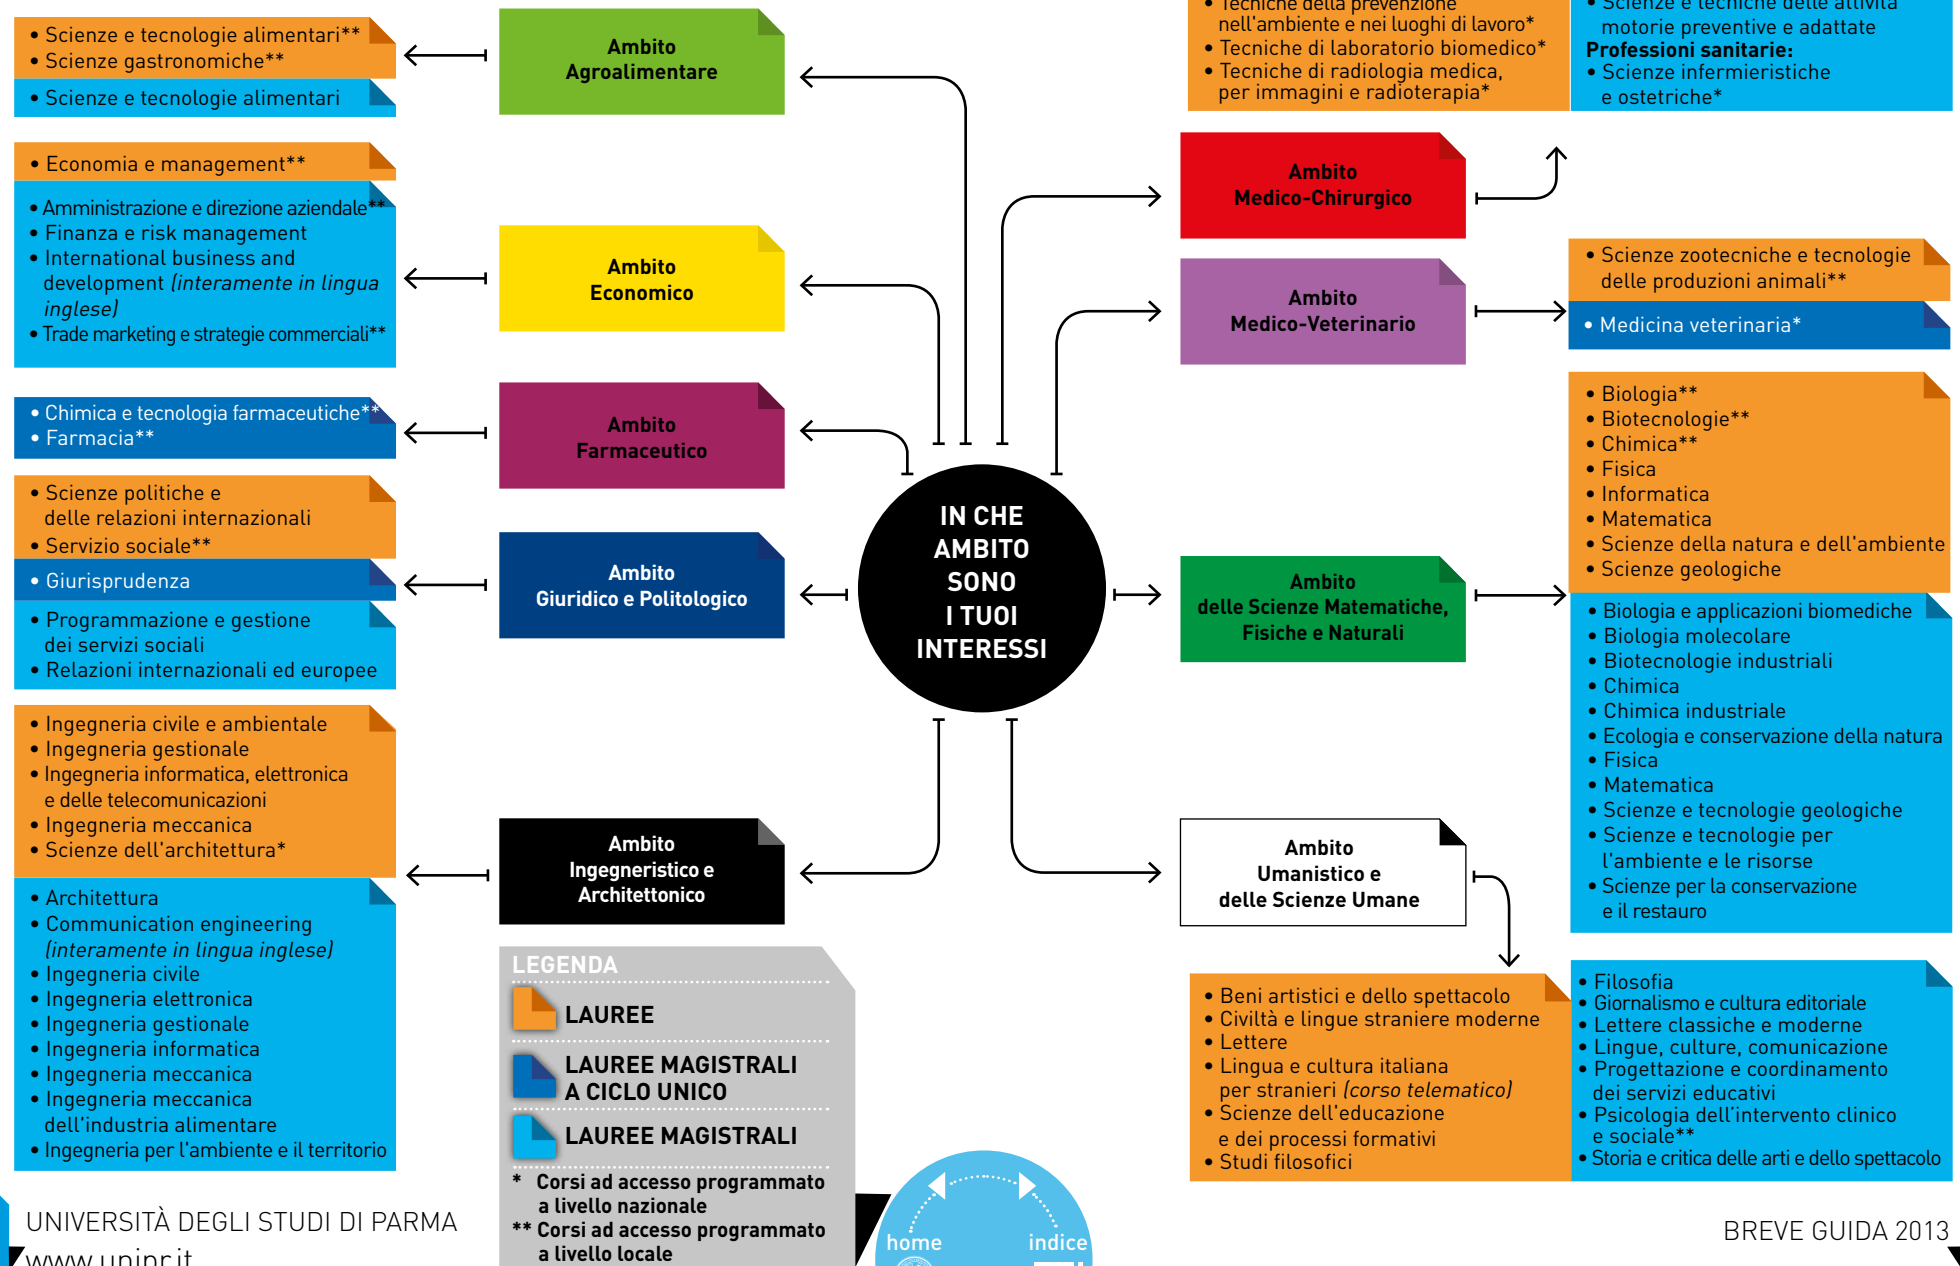 • Scienze e tecnologie alimentari**
• Scienze gastronomiche**
• Scienze e tecnologie alimentari
Ambito
Agroalimentare
• Economia e management**
• Amministrazione e direzione aziendale**
• Finanza e risk management
• International business and
development (interamente in lingua
inglese)
• Trade marketing e strategie commerciali**
Ambito
Economico
• Chimica e tecnologia farmaceutiche**
• Farmacia**
Ambito
Farmaceutico
• Scienze politiche e
delle relazioni internazionali
• Servizio sociale**
• Giurisprudenza
• Programmazione e gestione
dei servizi sociali
• Relazioni internazionali ed europee
Ambito
Giuridico e Politologico
• Ingegneria civile e ambientale
• Ingegneria gestionale
• Ingegneria informatica, elettronica
e delle telecomunicazioni
• Ingegneria meccanica
• Scienze dell'architettura*
• Architettura
• Communication engineering
(interamente in lingua inglese)
• Ingegneria civile
• Ingegneria elettronica
• Ingegneria gestionale
• Ingegneria informatica
• Ingegneria meccanica
• Ingegneria meccanica
dell'industria alimentare
• Ingegneria per l'ambiente e il territorio
Ambito
Ingegneristico e
Architettonico
IN CHE
AMBITO
SONO
I TUOI
INTERESSI
• Tecniche della prevenzione
nell'ambiente e nei luoghi di lavoro*
• Tecniche di laboratorio biomedico*
• Tecniche di radiologia medica,
per immagini e radioterapia*
• Scienze e tecniche delle attività
motorie preventive e adattate
Professioni sanitarie:
• Scienze infermieristiche
e ostetriche*
Ambito
Medico-Chirurgico
Ambito
Medico-Veterinario
• Scienze zootecniche e tecnologie
delle produzioni animali**
• Medicina veterinaria*
Ambito
delle Scienze Matematiche,
Fisiche e Naturali
• Biologia**
• Biotecnologie**
• Chimica**
• Fisica
• Informatica
• Matematica
• Scienze della natura e dell'ambiente
• Scienze geologiche
• Biologia e applicazioni biomediche
• Biologia molecolare
• Biotecnologie industriali
• Chimica
• Chimica industriale
• Ecologia e conservazione della natura
• Fisica
• Matematica
• Scienze e tecnologie geologiche
• Scienze e tecnologie per
l'ambiente e le risorse
• Scienze per la conservazione
e il restauro
Ambito
Umanistico e
delle Scienze Umane
• Beni artistici e dello spettacolo
• Civiltà e lingue straniere moderne
• Lettere
• Lingua e cultura italiana
per stranieri (corso telematico)
• Scienze dell'educazione
e dei processi formativi
• Studi filosofici
• Filosofia
• Giornalismo e cultura editoriale
• Lettere classiche e moderne
• Lingue, culture, comunicazione
• Progettazione e coordinamento
dei servizi educativi
• Psicologia dell'intervento clinico
e sociale**
• Storia e critica delle arti e dello spettacolo
LEGENDA
LAUREE
LAUREE MAGISTRALI
A CICLO UNICO
LAUREE MAGISTRALI
* Corsi ad accesso programmato
a livello nazionale
** Corsi ad accesso programmato
a livello locale
home
indice
UNIVERSITÀ DEGLI STUDI DI PARMA
www.unipr.it
BREVE GUIDA 2013